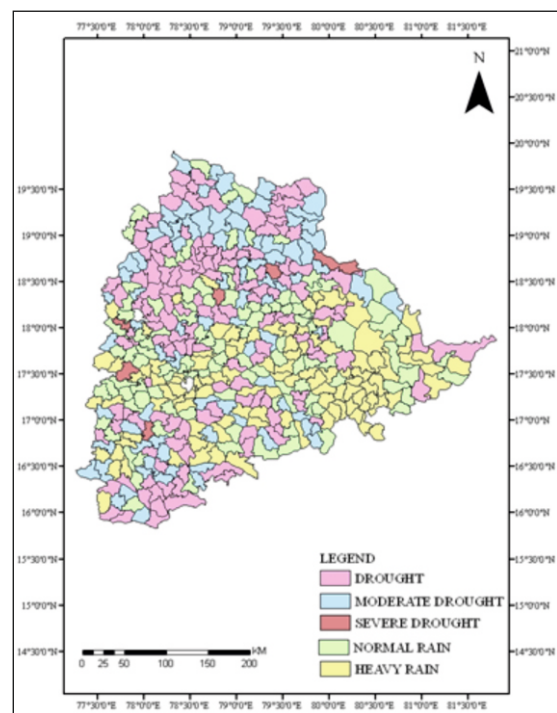 77°30'0"E 78°0'0"E 78°30'0"E 79°0'0"E 79°30'0"E 80°0'0"E 80°30'0"E 81°0'0"E 81°30'0"E
21°0'0"N
N
20°30'0"N
20°0'0"N
19°30'0"N 19°30'0"N
19°0'0"N 19°0'0"N
18°30'0"N 18°30'0"N
18°0'0"N 18°0'0"N
17°30'0"N 17°30'0"N
17°0'0"N 17°0'0"N
16°30'0"N 16°30'0"N
16°0'0"N 16°0'0"N
15°30'0"N 15°30'0"N
LEGEND
DROUGHT
15°0'0"N 15°0'0"N
MODERATE DROUGHT
SEVERE DROUGHT
NORMAL RAIN
14°30'0"N 14°30'0"N
KM
0 25 50 100 150 200
HEAVY RAIN
77°30'0"E 78°0'0"E 78°30'0"E 79°0'0"E 79°30'0"E 80°0'0"E 80°30'0"E 81°0'0"E 81°30'0"E